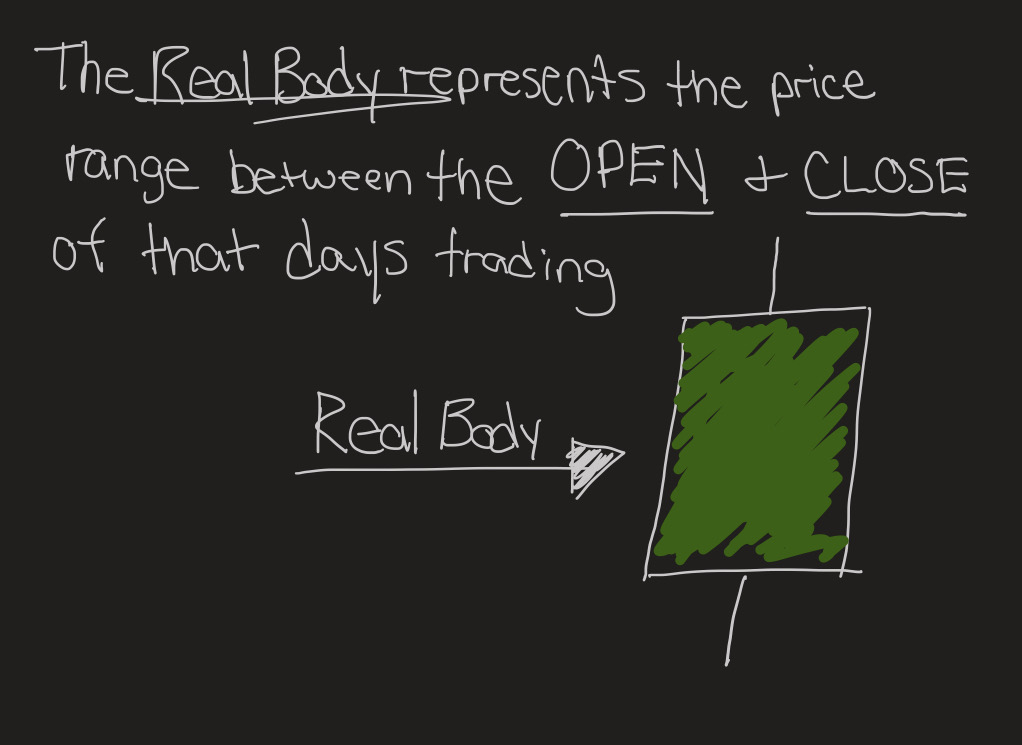 The Real Body represents the price
range between the OPEN & CLOSE
of that days trading
Real Body